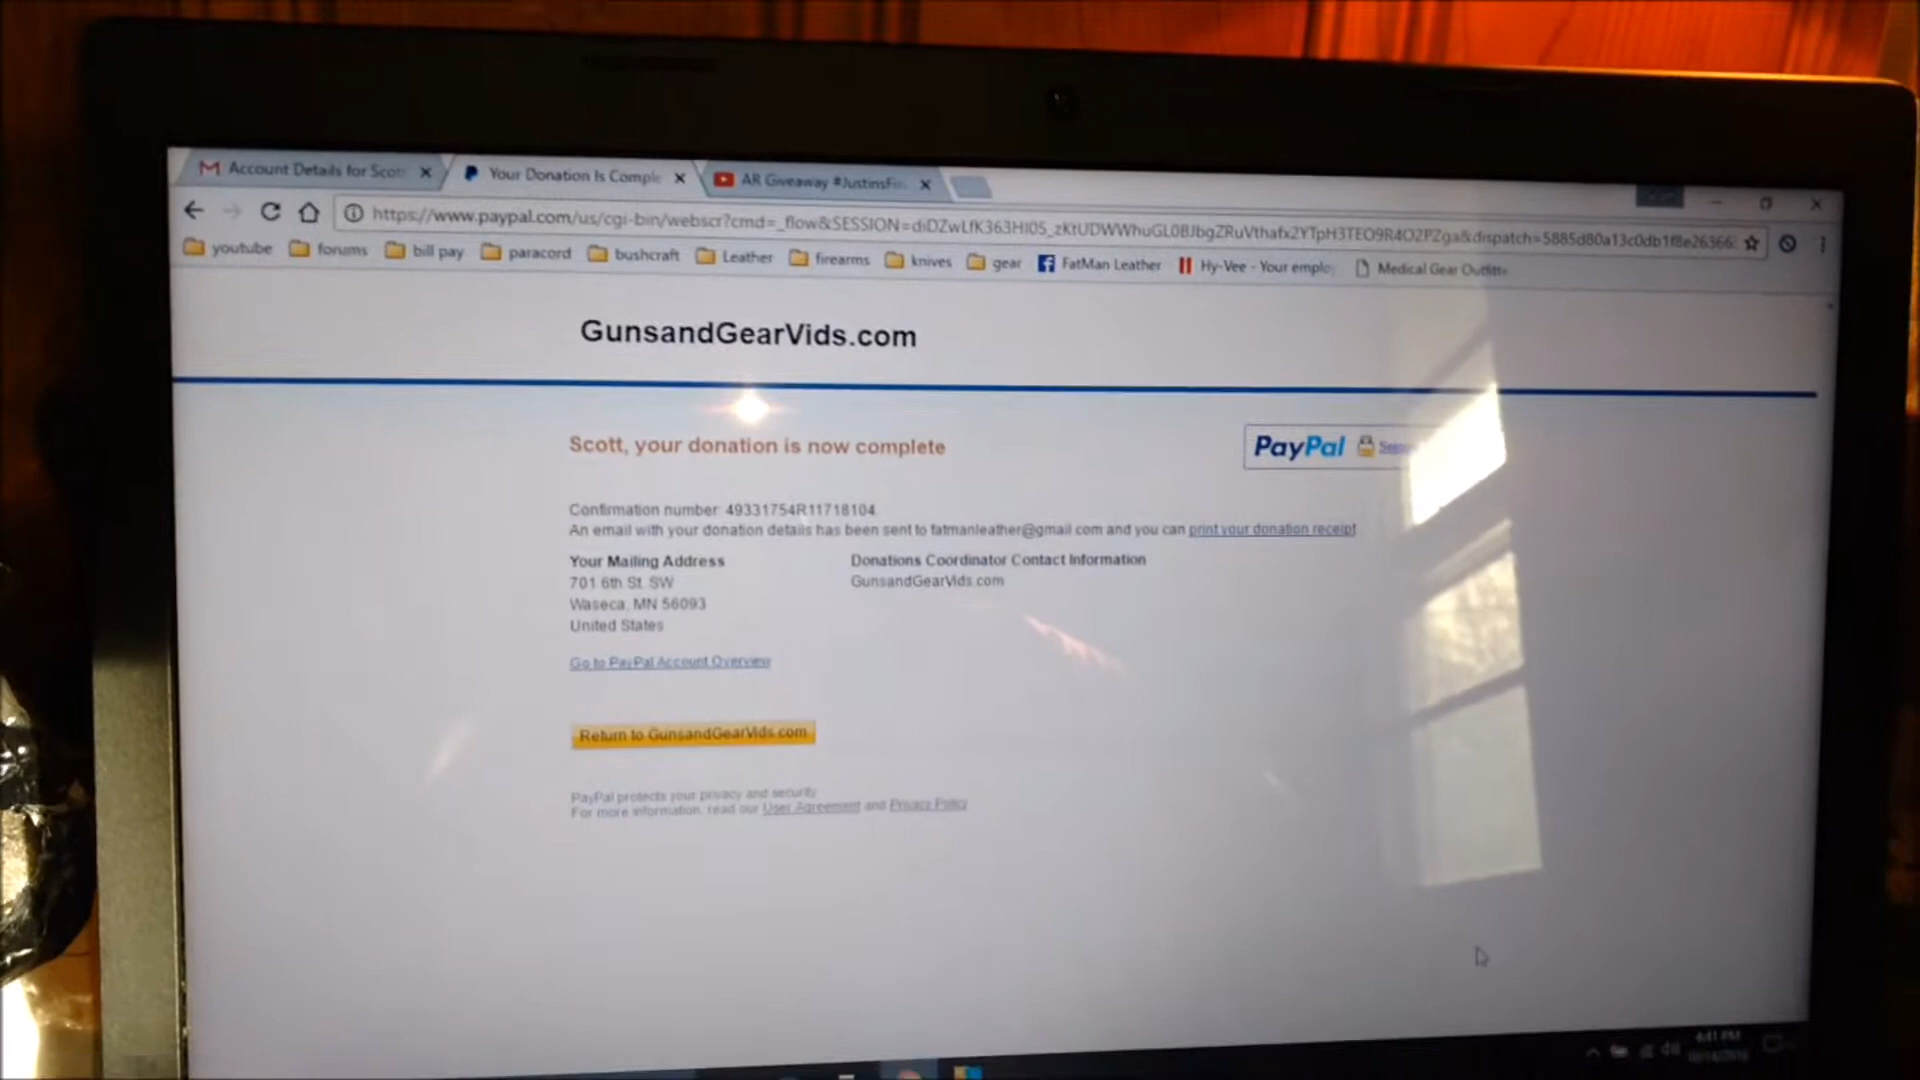 Account Details for Scott
Your Donation Is Comple
AR Giveaway
https://www.paypal.com/us/cgi-bin/webscr?cmd=_flow&SESSION=
youtube forums bill pay paracord bushcraft Leather firearms knives gear FatMan Leather Hy-Vee - Your emplo Medical Gear
GunsandGearVids.com
Scott, your donation is now complete
PayPal
Confirmation number: 49331754R11718104
An email with your donation details has been sent to fatmanleather@gmail.com and you can print your donation receipt
Your Mailing Address
701 6th St. SW
Waseca, MN 56093
United States
Donations Coordinator Contact Information
GunsandGearVids.com
Go to PayPal Account Overview
Return to GunsandGearVids.com
PayPal protects your privacy and security
For more information, read our User Agreement and Privacy Policy
4:41 PM